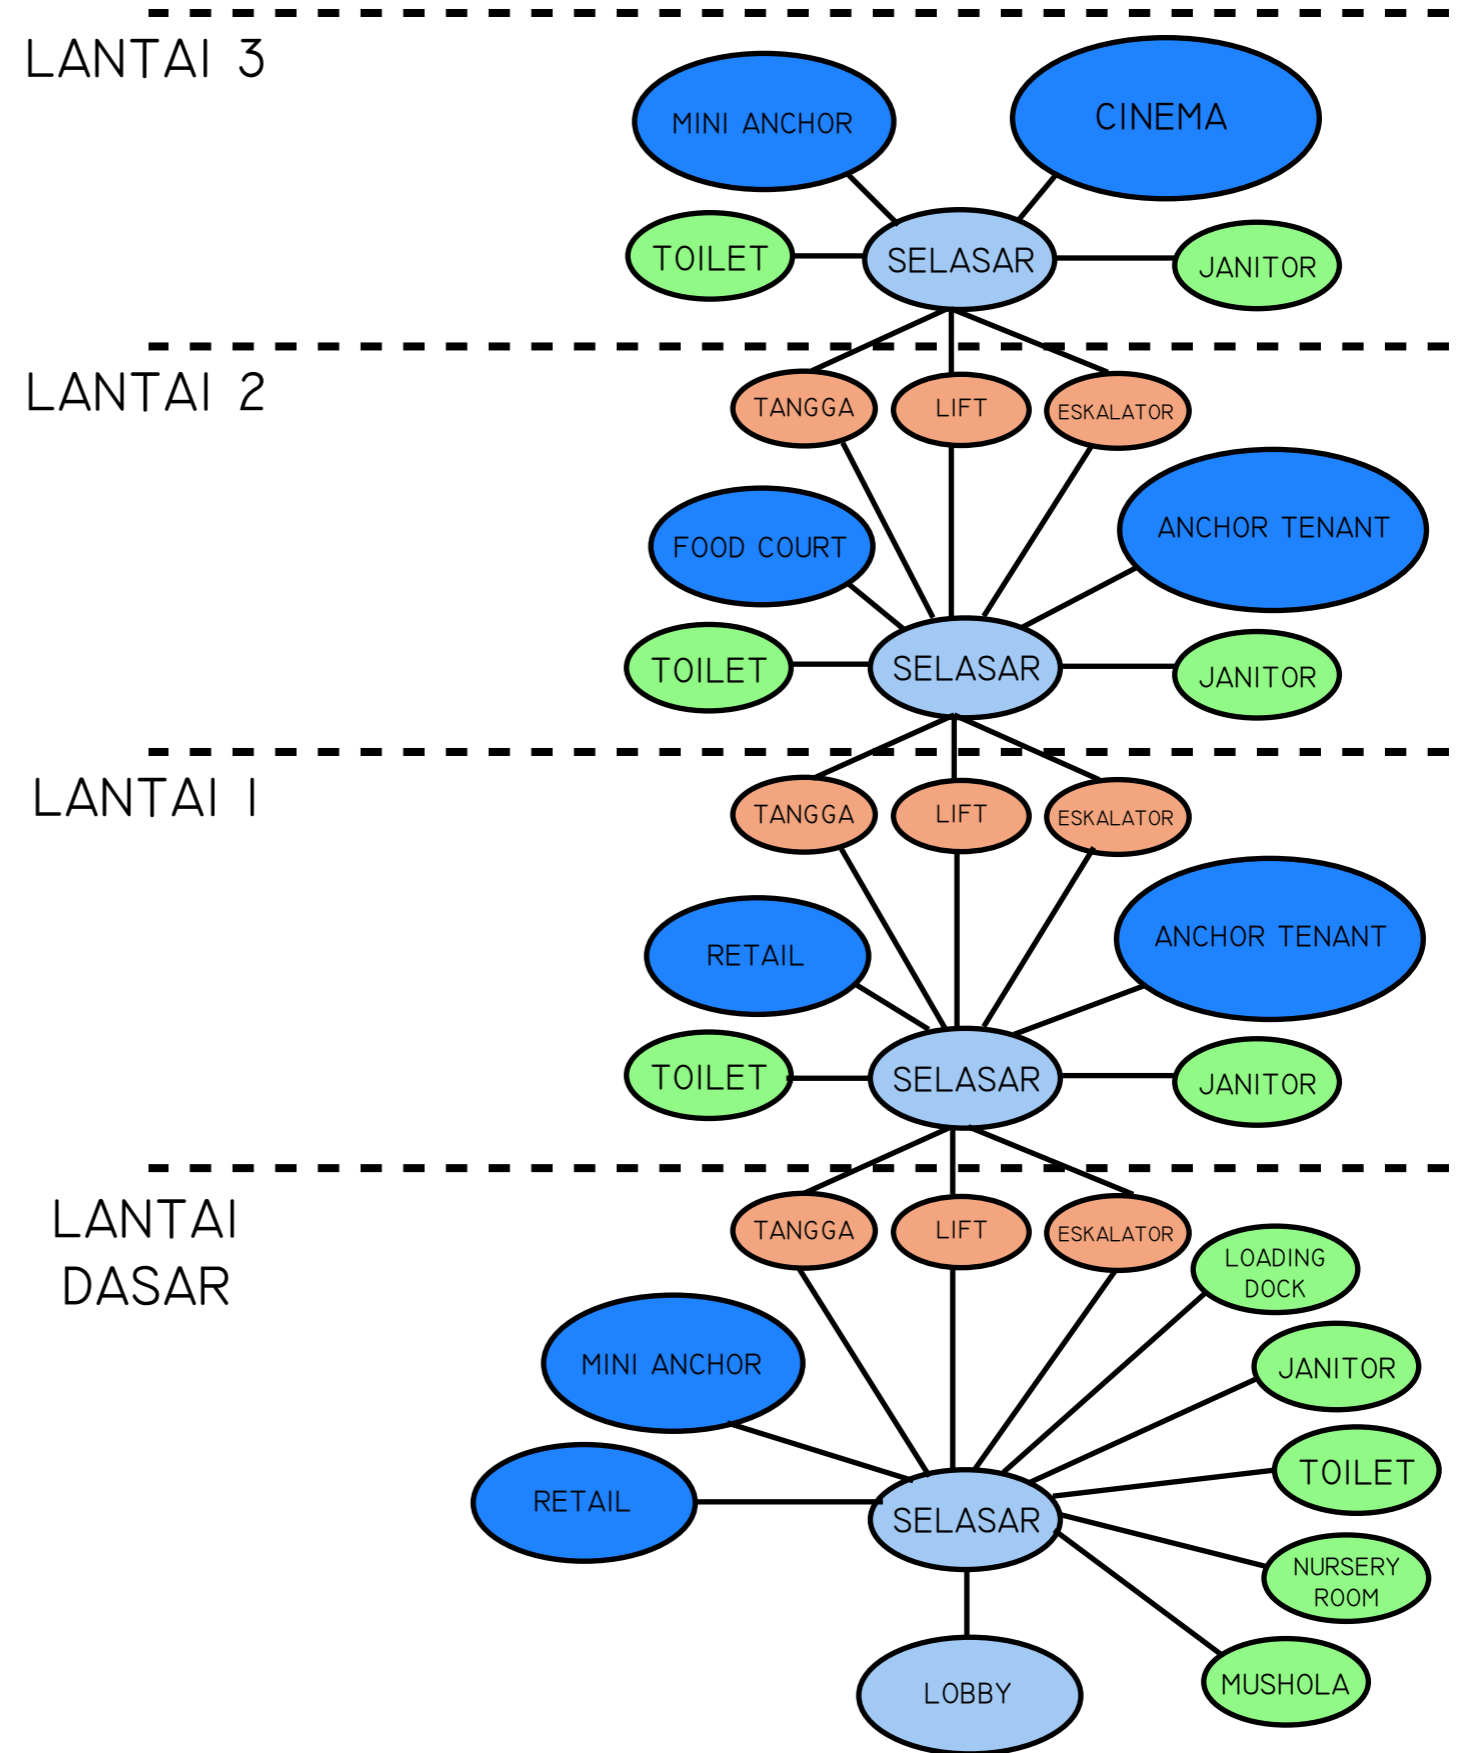 LANTAI 3
MINI ANCHOR
CINEMA
TOILET
SELASAR
JANITOR
LANTAI 2
TANGGA
LIFT
ESKALATOR
FOOD COURT
ANCHOR TENANT
TOILET
SELASAR
JANITOR
LANTAI 1
TANGGA
LIFT
ESKALATOR
RETAIL
ANCHOR TENANT
TOILET
SELASAR
JANITOR
LANTAI
DASAR
TANGGA
LIFT
ESKALATOR
LOADING
DOCK
MINI ANCHOR
JANITOR
RETAIL
SELASAR
TOILET
NURSERY
ROOM
LOBBY
MUSHOLA